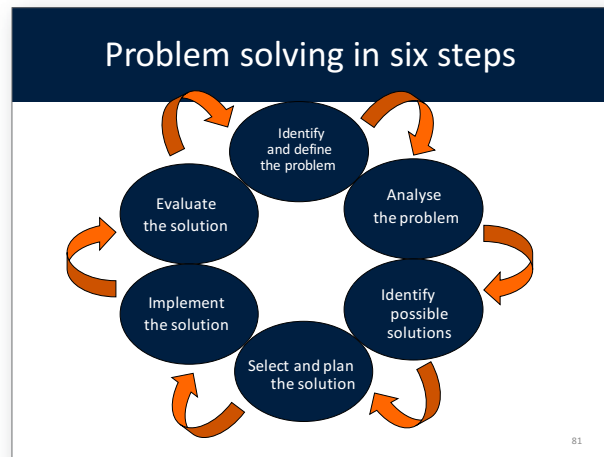 Problem solving in six steps
Identify
and define
the problem
Analyse
the problem
Identify
possible
solutions
Select and plan
the solution
Implement
the solution
Evaluate
the solution
81